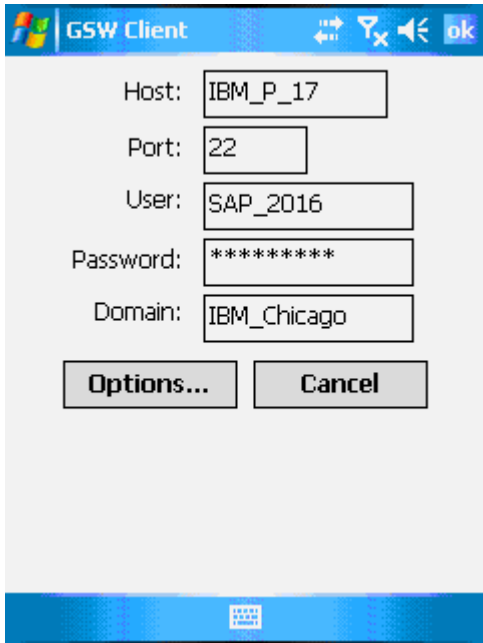 GSW Client ok
Host: IBM_P_17
Port: 22
User: SAP_2016
Password: *********
Domain: IBM_Chicago
Options... Cancel